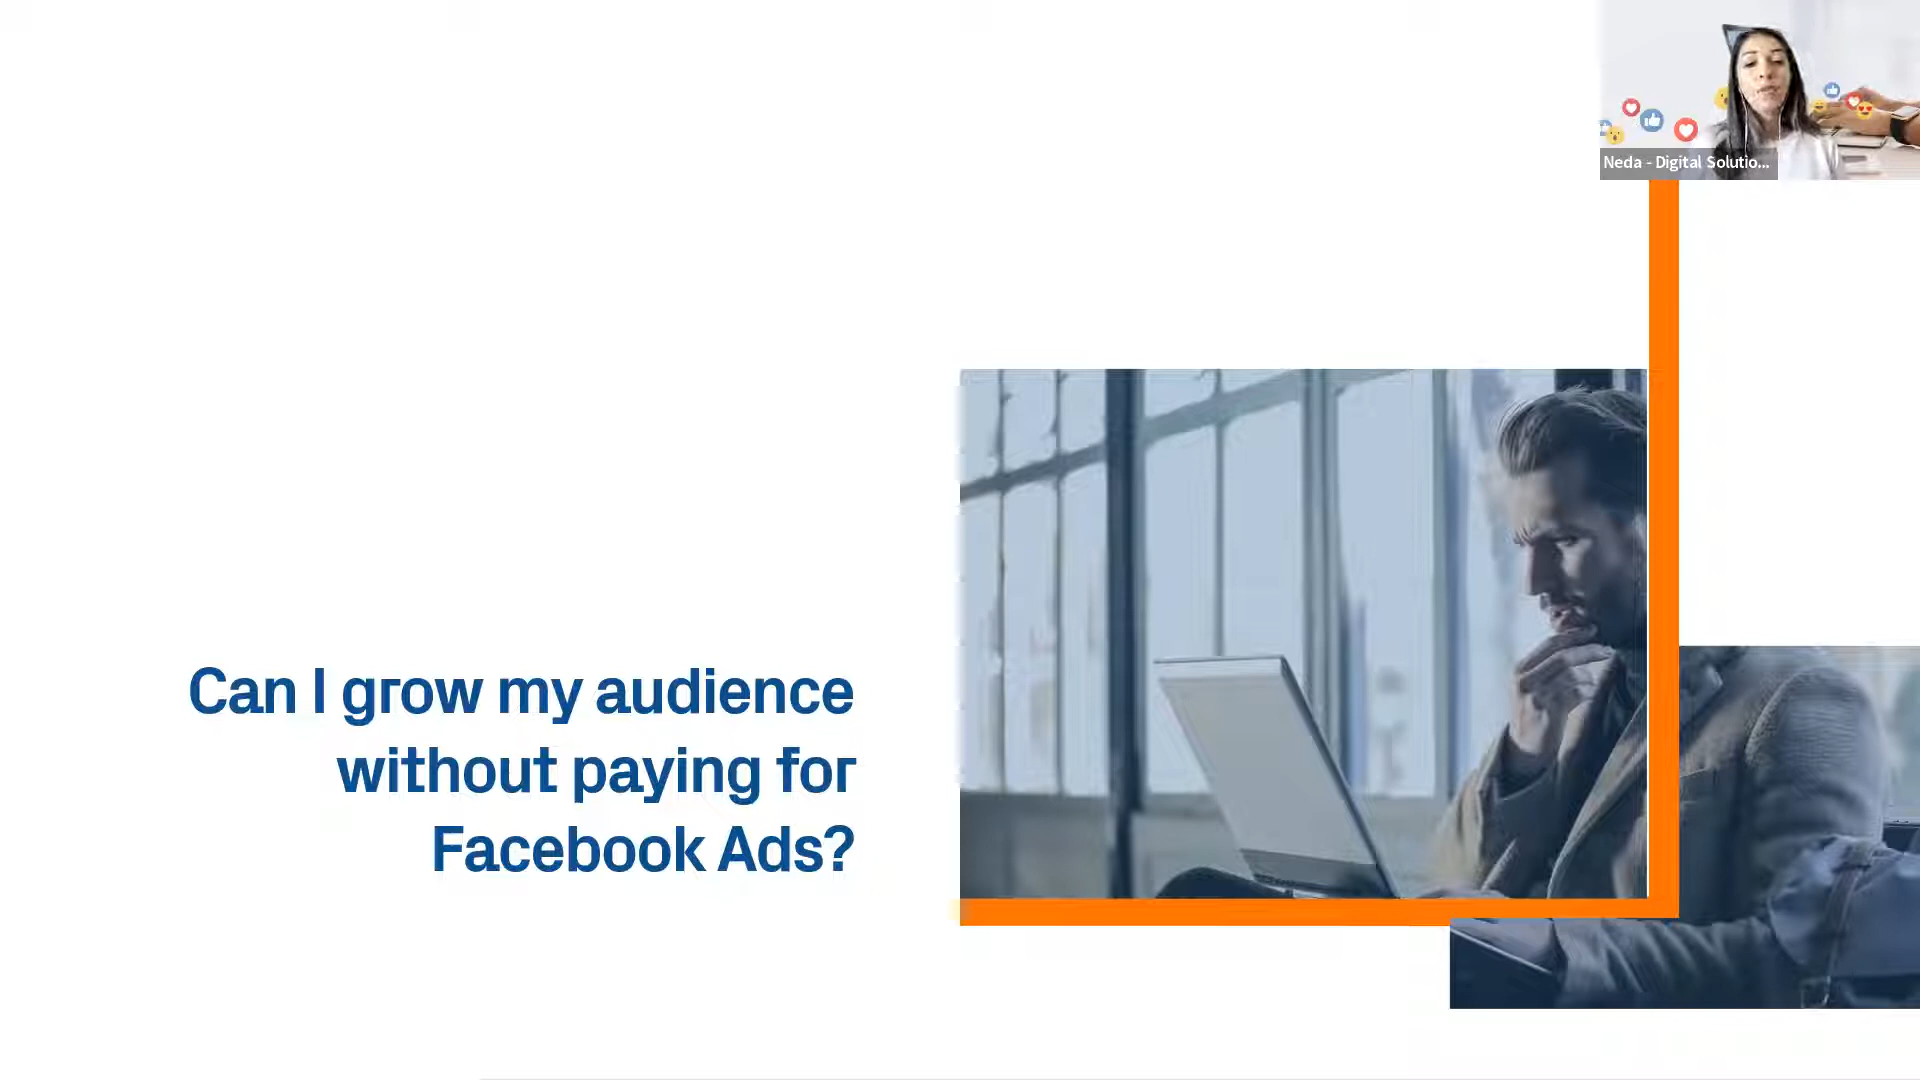 Neda - Digital Solutio...
Can I grow my audience
without paying for
Facebook Ads?